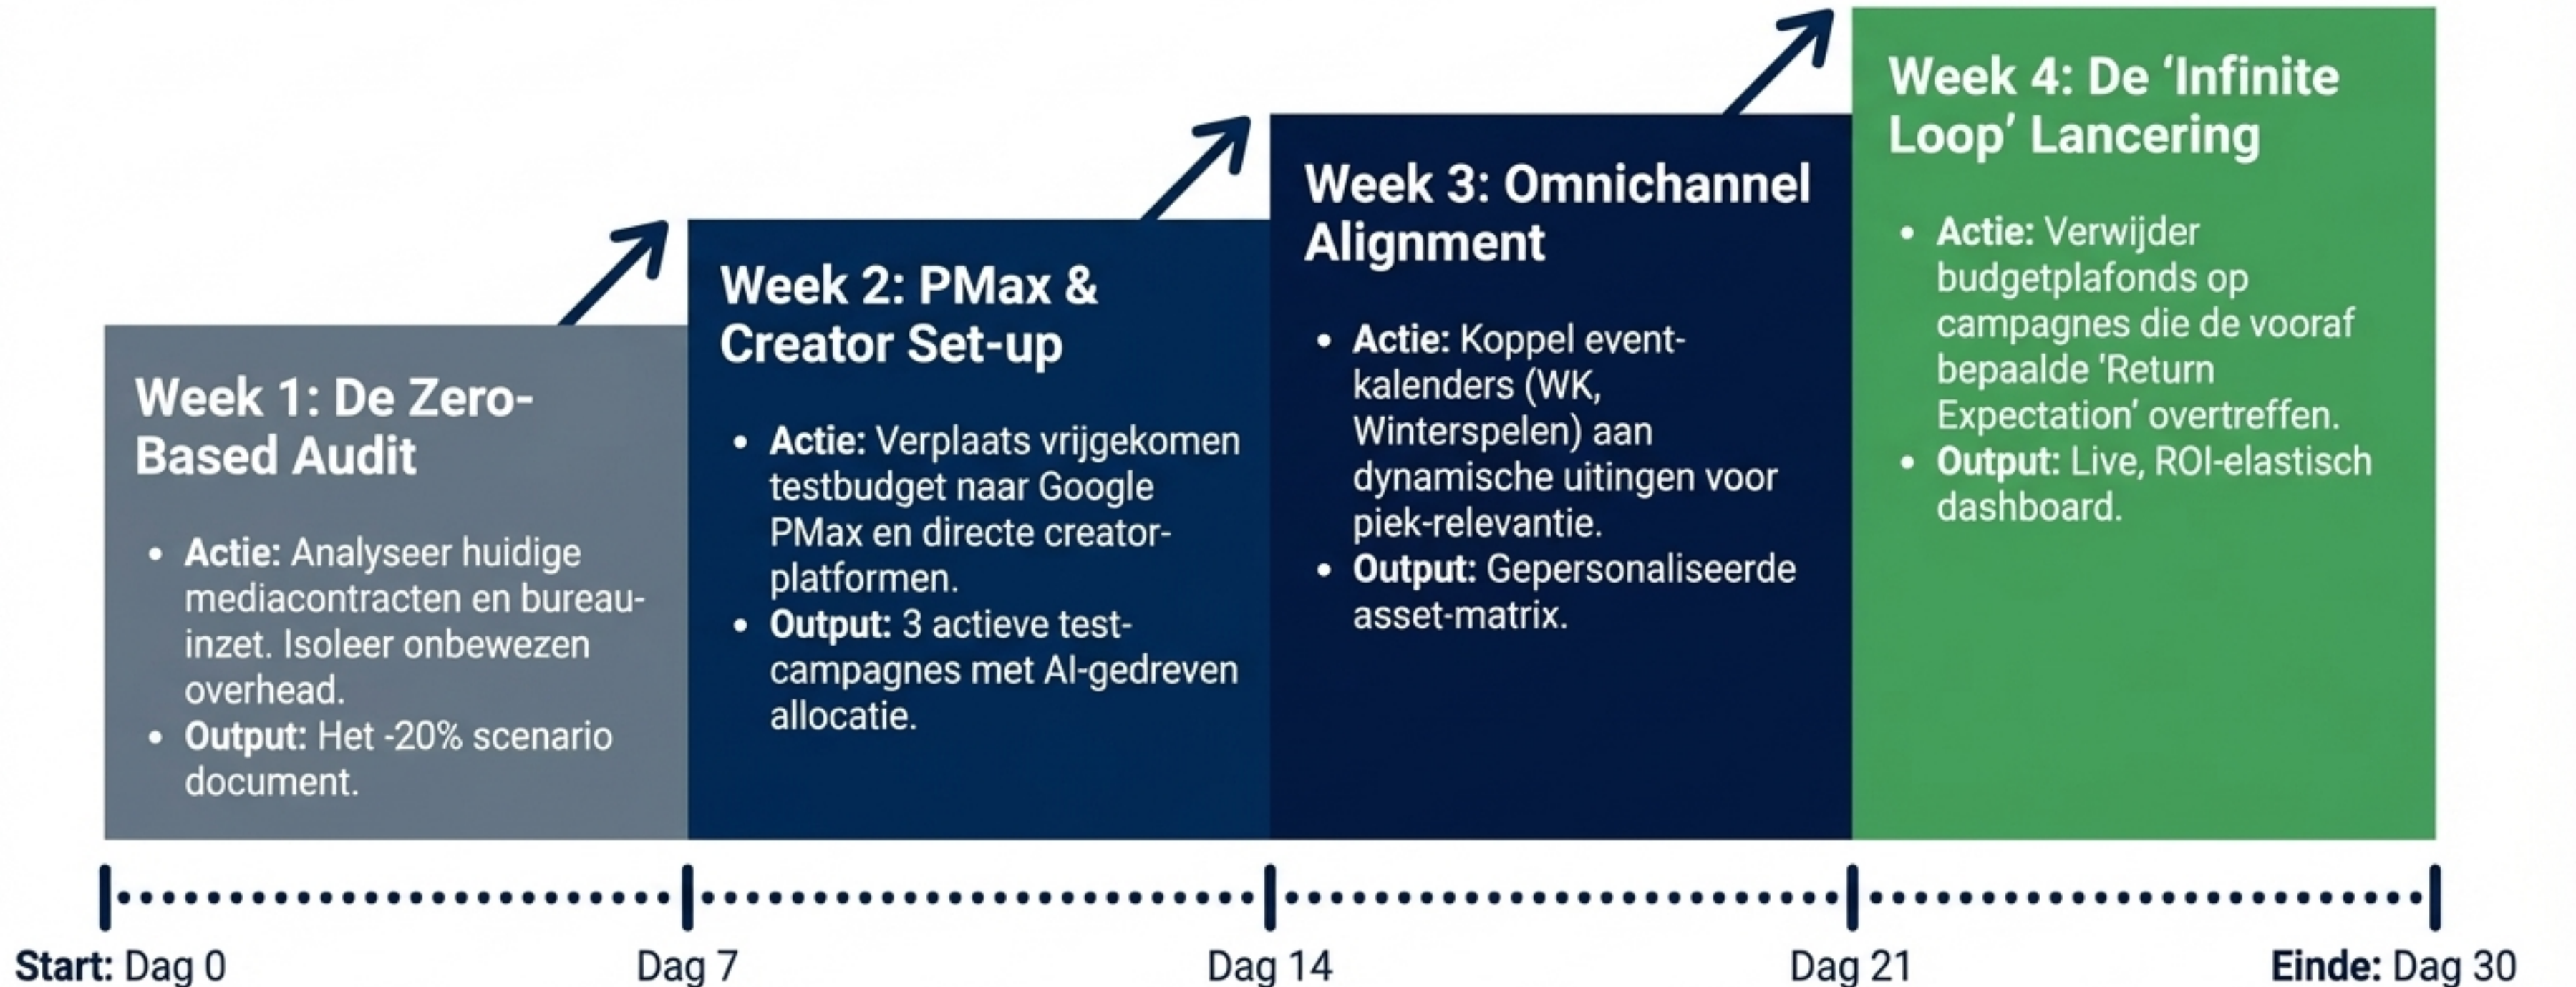 Week 1: De Zero-
Based Audit
• Actie: Analyseer huidige
mediacontracten en bureau-
inzet. Isoleer onbewezen
overhead.
• Output: Het -20% scenario
document.
Week 2: PMax &
Creator Set-up
• Actie: Verplaats vrijgekomen
testbudget naar Google
PMax en directe creator-
platformen.
• Output: 3 actieve test-
campagnes met AI-gedreven
allocatie.
Week 3: Omnichannel
Alignment
• Actie: Koppel event-
kalenders (WK,
Winterspelen) aan
dynamische uitingen voor
piek-relevantie.
• Output: Gepersonaliseerde
asset-matrix.
Week 4: De ‘Infinite
Loop’ Lancering
• Actie: Verwijder
budgetplafonds op
campagnes die de vooraf
bepaalde 'Return
Expectation' overtreffen.
• Output: Live, ROI-elastisch
dashboard.
Start: Dag 0
Dag 7
Dag 14
Dag 21
Einde: Dag 30